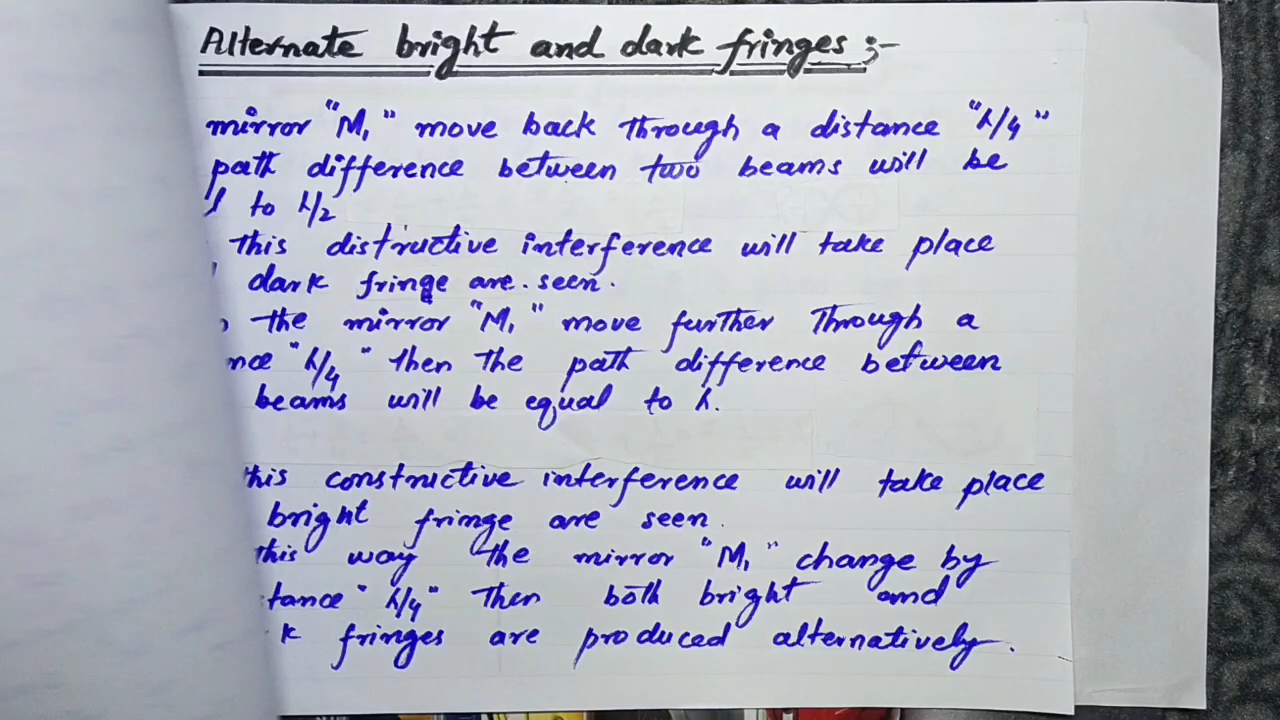 Alternate bright and dark fringes :-
mirror "M₁" move back through a distance "λ/4"
path difference between two beams will be
to λ/2
this distructive interference will take place
dark fringe are seen.
the mirror "M₁" move further through a
nce "λ/4" then the path difference between
beams will be equal to λ.
this constructive interference will take place
bright fringe are seen.
this way the mirror "M₁" change by
tance "λ/4" then both bright and
k fringes are produced alternatively.